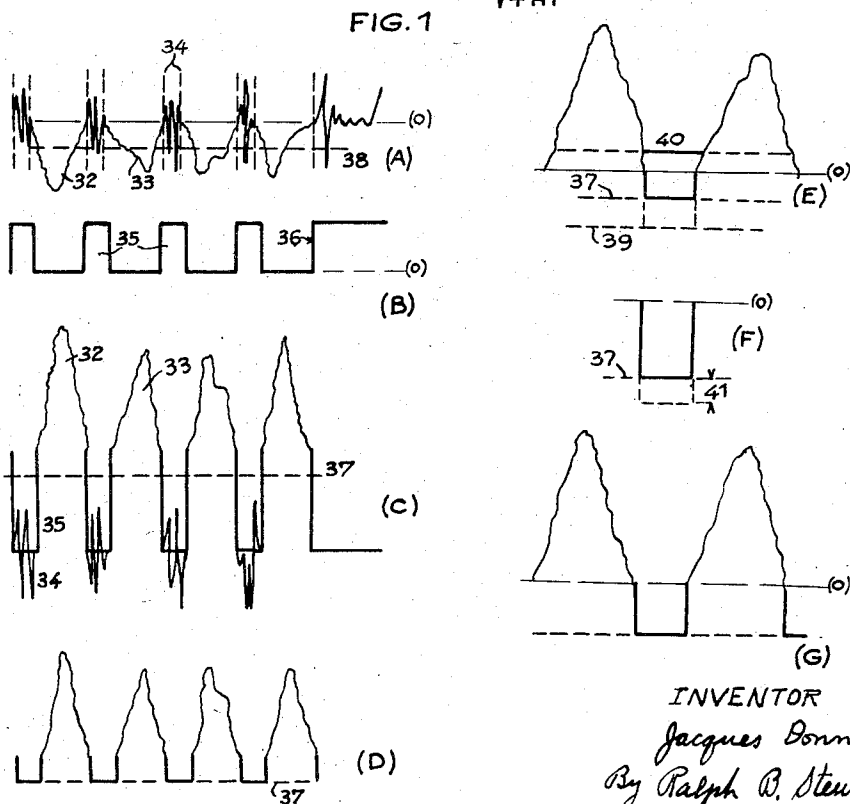 FIG.1
34
(0)
38
(A)
32
33
35
36
(0)
(B)
32
33
37
35
(C)
34
(D)
37
40
(0)
37
(E)
39
(0)
37
(F)
41
(0)
(G)
INVENTOR
Jacques Donn
By Ralph B. Stew